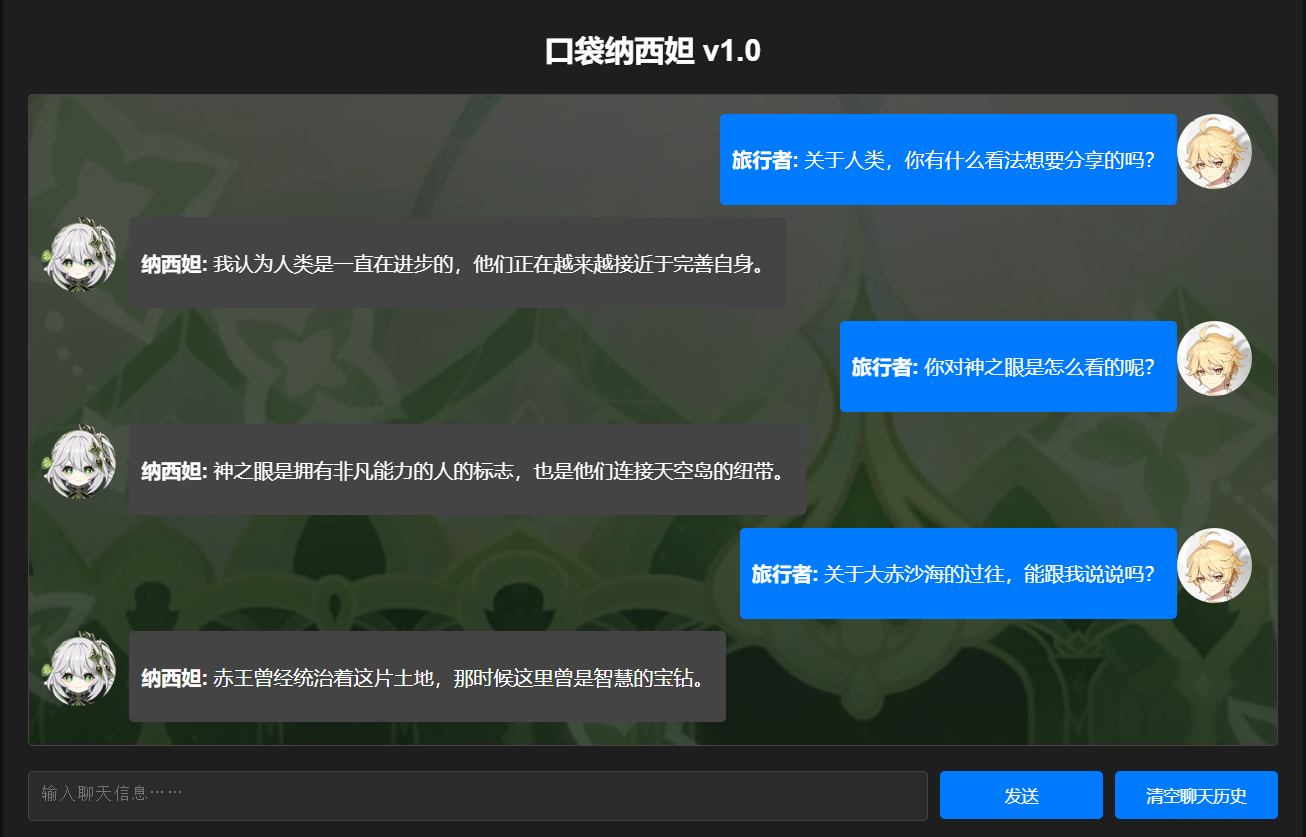 口袋纳西妲 v1.0
旅行者: 关于人类，你有什么看法想要分享的吗？
纳西妲: 我认为人类是一直在进步的，他们正在越来越接近于完善自身。
旅行者: 你对神之眼是怎么看的呢？
纳西妲: 神之眼是拥有非凡能力的人的标志，也是他们连接天空岛的纽带。
旅行者: 关于大赤沙海的过往，能跟我说说吗？
纳西妲: 赤王曾经统治着这片土地，那时候这里曾是智慧的宝钻。
输入聊天信息……
发送
清空聊天历史